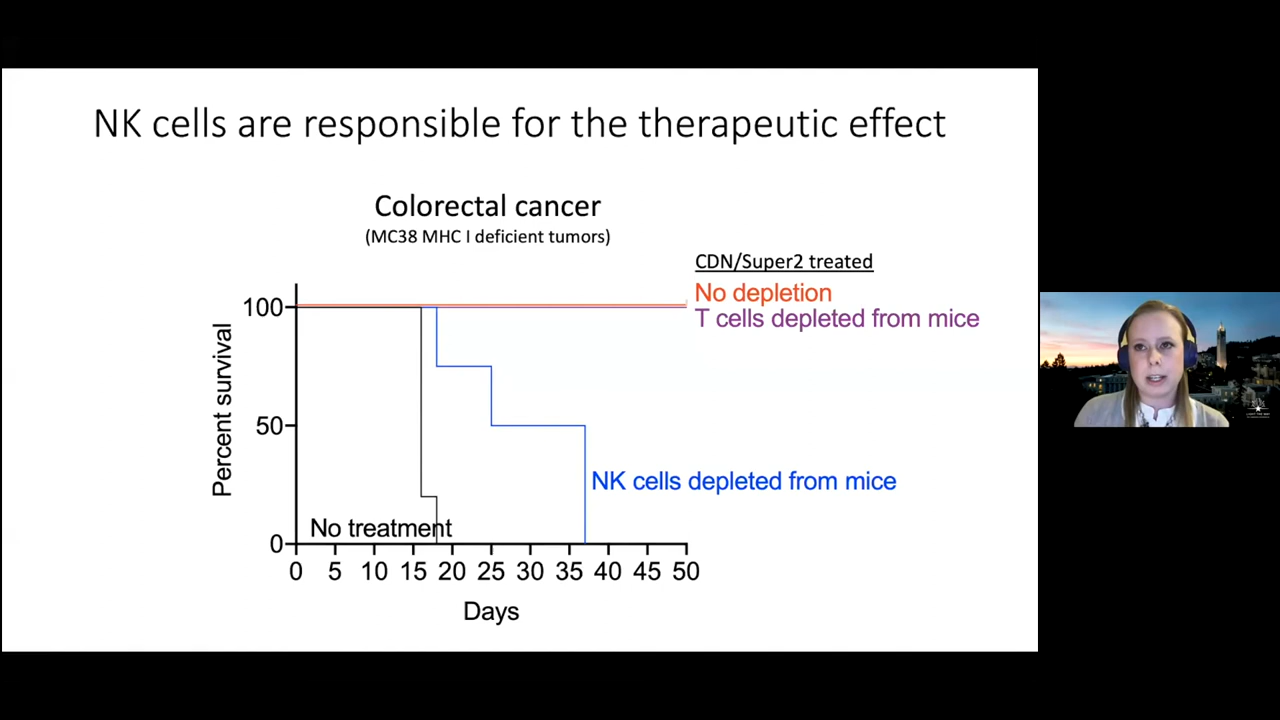 NK cells are responsible for the therapeutic effect
Colorectal cancer
(MC38 MHC I deficient tumors)
CDN/Super2 treated
No depletion
T cells depleted from mice
NK cells depleted from mice
No treatment
Percent survival
100
50
0
0 5 10 15 20 25 30 35 40 45 50
Days